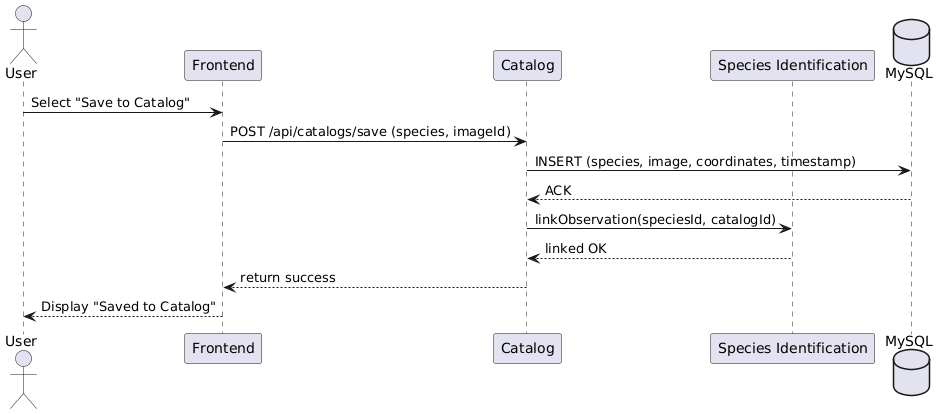 User
Frontend
Catalog
Species Identification
MySQL
Select "Save to Catalog"
POST /api/catalogs/save (species, imageId)
INSERT (species, image, coordinates, timestamp)
ACK
linkObservation(speciesId, catalogId)
linked OK
return success
Display "Saved to Catalog"
User
Frontend
Catalog
Species Identification
MySQL